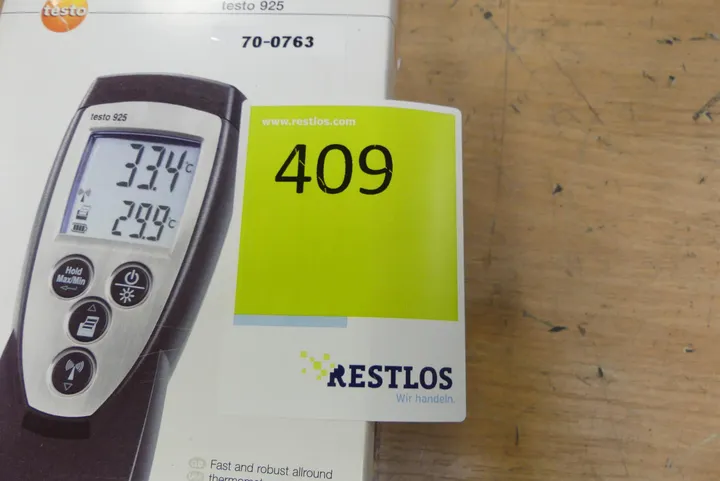 testo
testo 925
70-0763
testo 925
33.4°C
29.9°C
Hold
Max/Min
www.restlos.com
409
RESTLOS
Wir handeln.
Fast and robust allround